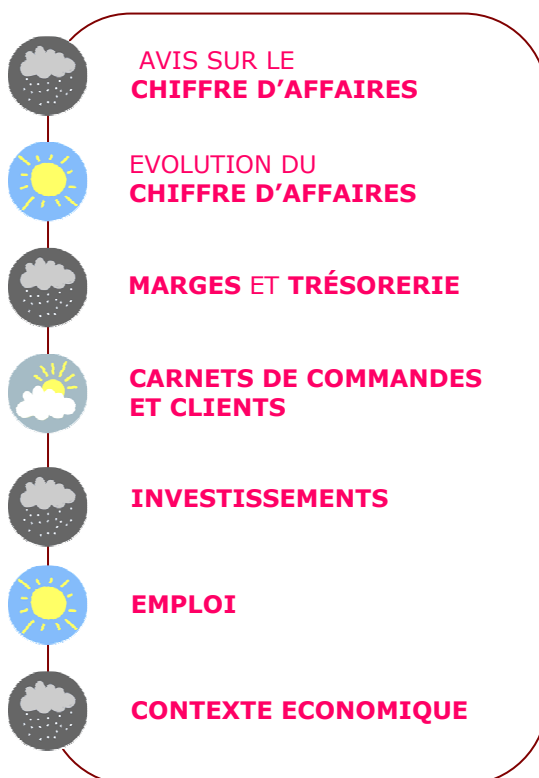 AVIS SUR LE
CHIFFRE D’AFFAIRES
EVOLUTION DU
CHIFFRE D’AFFAIRES
MARGES ET TRÉSORERIE
CARNETS DE COMMANDES
ET CLIENTS
INVESTISSEMENTS
EMPLOI
CONTEXTE ECONOMIQUE